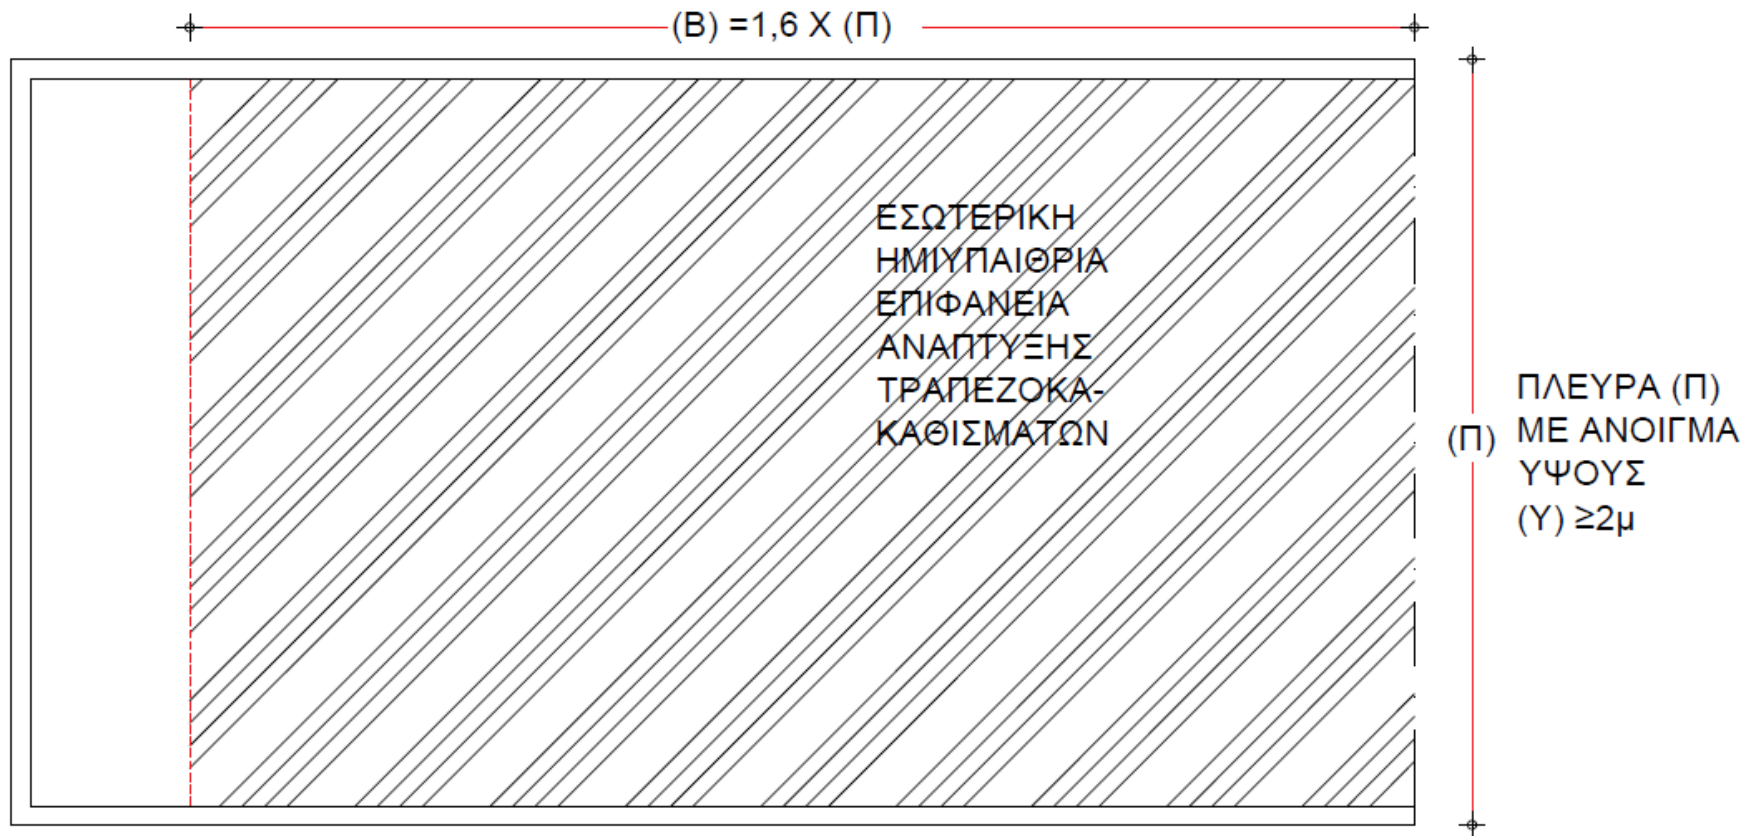 (Β) =1,6 Χ (Π)
ΕΣΩΤΕΡΙΚΗ
ΗΜΙΥΠΑΙΘΡΙΑ
ΕΠΙΦΑΝΕΙΑ
ΑΝΑΠΤΥΞΗΣ
ΤΡΑΠΕΖΟΚΑ-
ΚΑΘΙΣΜΑΤΩΝ
(Π)
ΠΛΕΥΡΑ (Π)
ΜΕ ΑΝΟΙΓΜΑ
ΥΨΟΥΣ
(Υ) ≥2μ